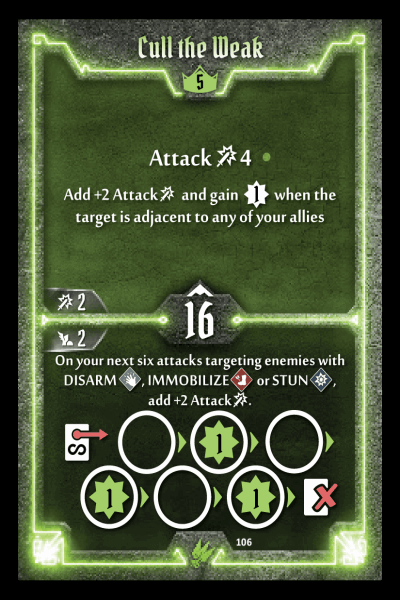 Cull the Weak
5
Attack 4
Add +2 Attack and gain 1 when the
target is adjacent to any of your allies
2
16
2
On your next six attacks targeting enemies with
DISARM , IMMOBILIZE or STUN ,
add +2 Attack .
S 1
1 1
106